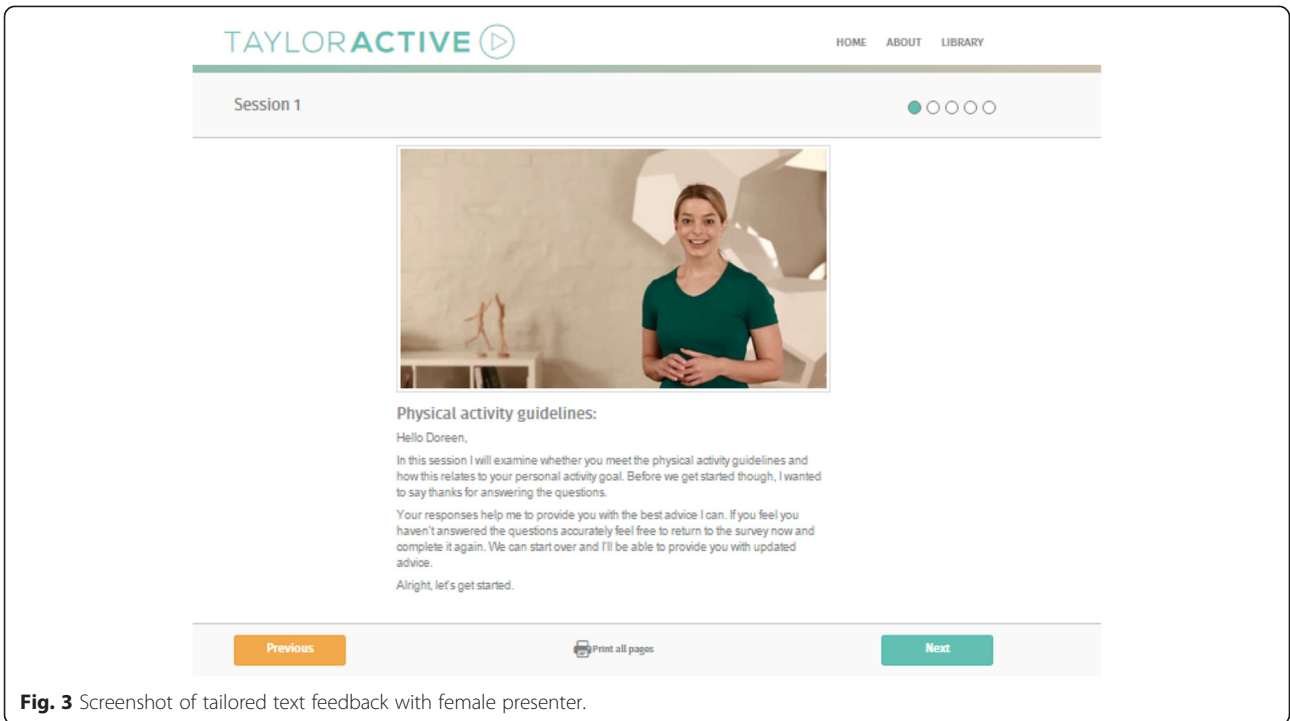 TAYLORACTIVE
HOME ABOUT LIBRARY
Session 1
Physical activity guidelines:
Hello Doreen,
In this session I will examine whether you meet the physical activity guidelines and
how this relates to your personal activity goal. Before we get started though, I wanted
to say thanks for answering the questions.
Your responses help me to provide you with the best advice I can. If you feel you
haven't answered the questions accurately feel free to return to the survey now and
complete it again. We can start over and I'll be able to provide you with updated
advice.
Alright, let's get started.
Previous
Print all pages
Next
Fig. 3 Screenshot of tailored text feedback with female presenter.